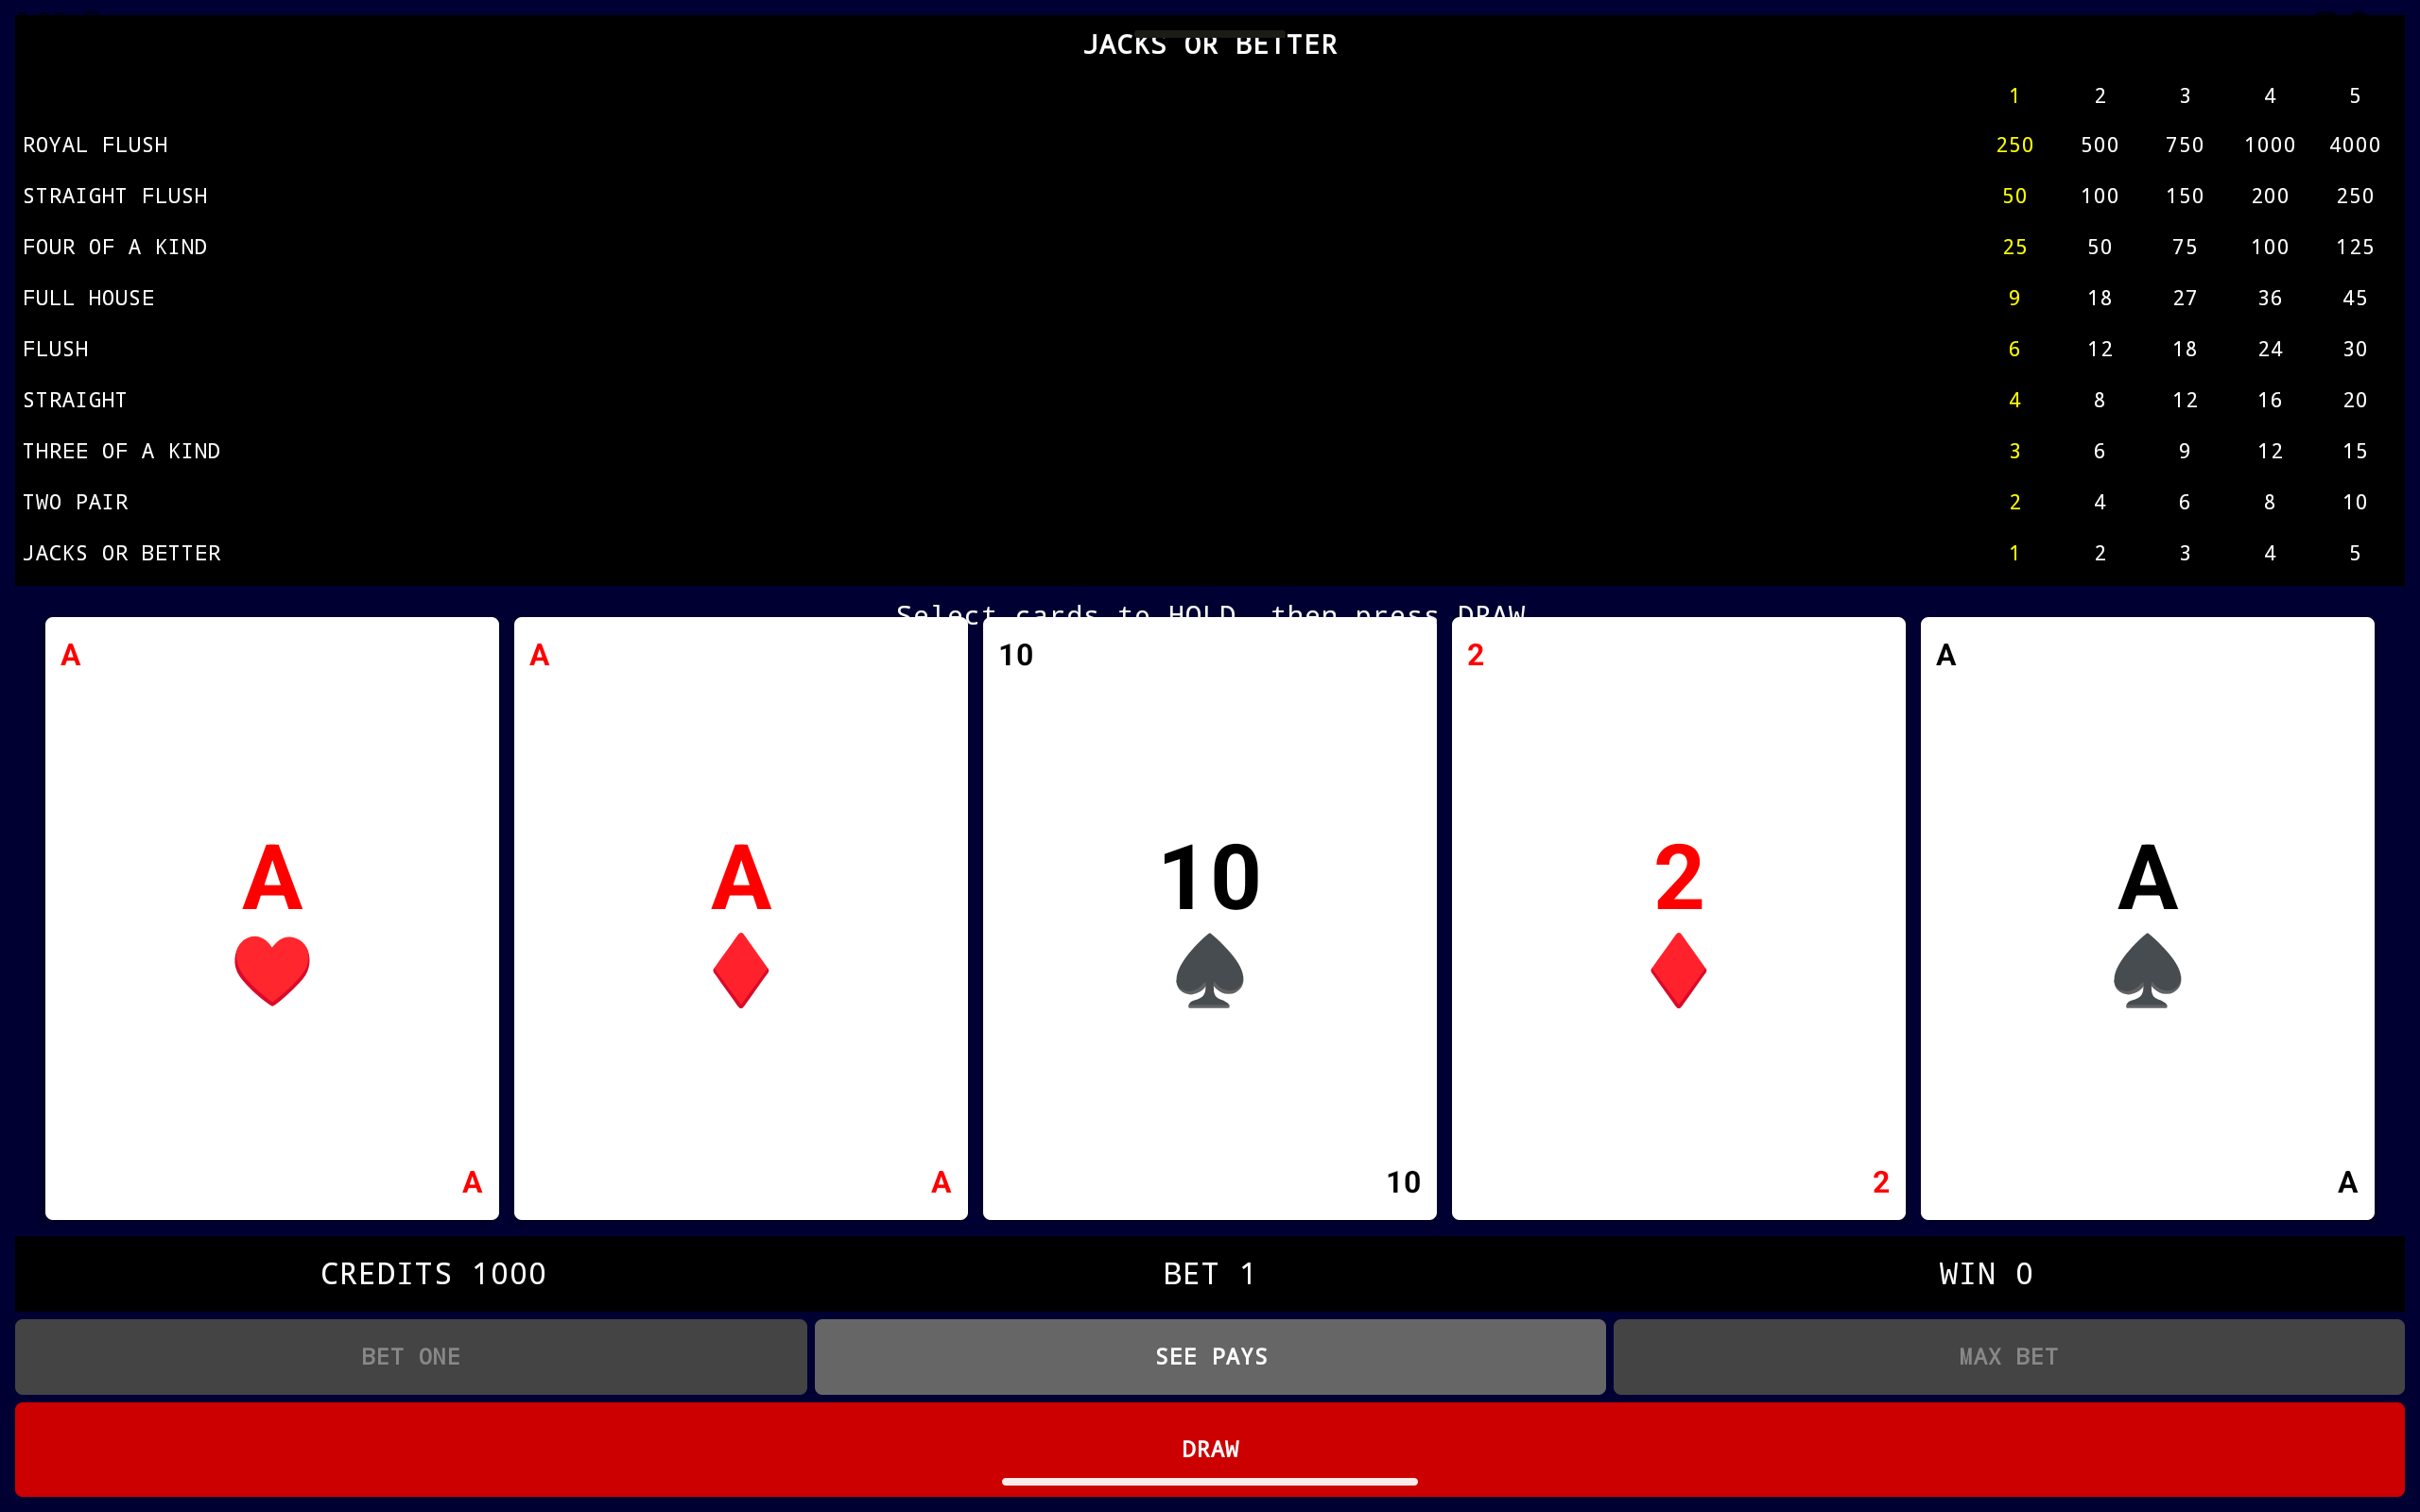 JACKS OR BETTER
1 2 3 4 5
ROYAL FLUSH 250 500 750 1000 4000
STRAIGHT FLUSH 50 100 150 200 250
FOUR OF A KIND 25 50 75 100 125
FULL HOUSE 9 18 27 36 45
FLUSH 6 12 18 24 30
STRAIGHT 4 8 12 16 20
THREE OF A KIND 3 6 9 12 15
TWO PAIR 2 4 6 8 10
JACKS OR BETTER 1 2 3 4 5
Select cards to HOLD, then press DRAW
A A 10 2 A
A A 10 2 A
A A 10 2 A
CREDITS 1000 BET 1 WIN 0
BET ONE SEE PAYS MAX BET
DRAW